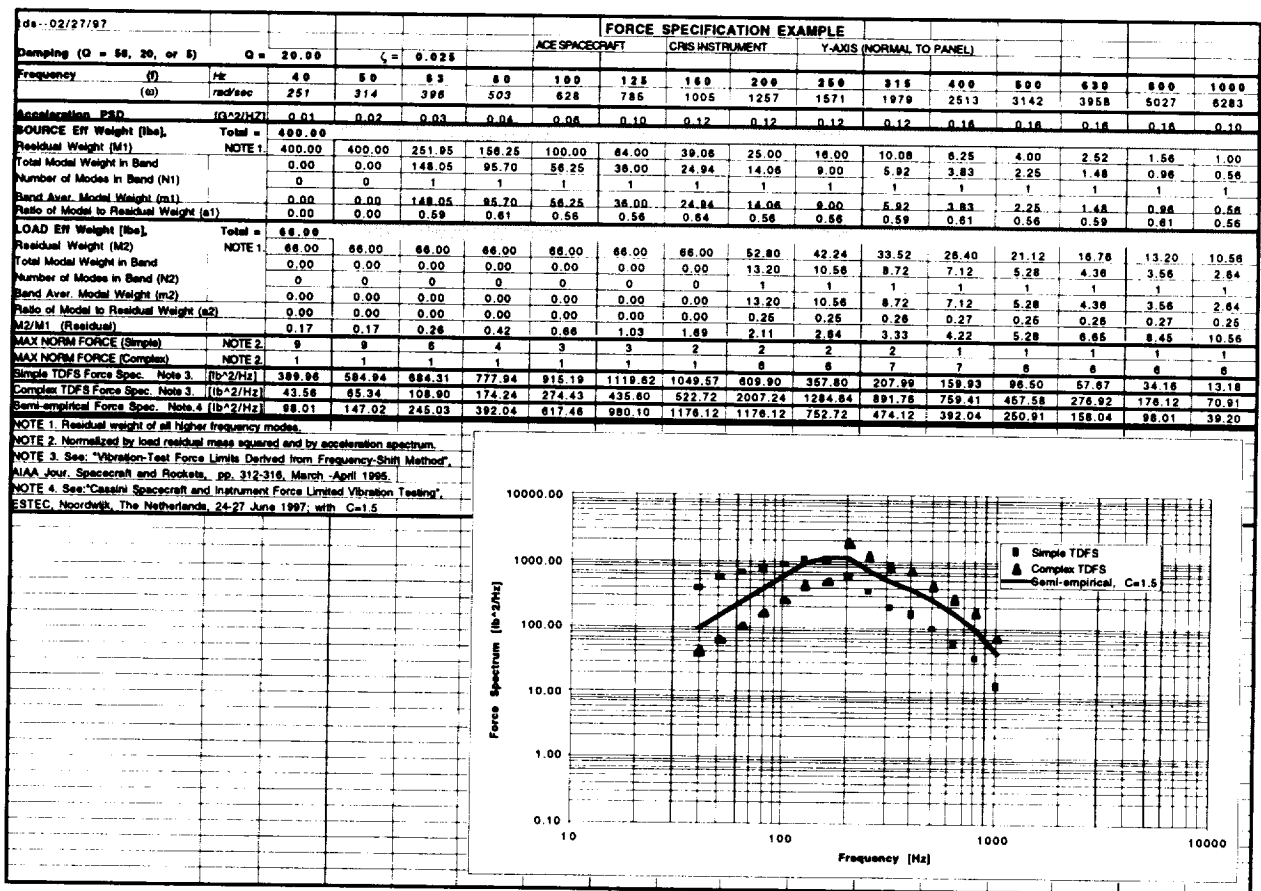 tds--02/27/97
FORCE SPECIFICATION EXAMPLE
ACE SPACECRAFT CRIS INSTRUMENT Y-AXIS (NORMAL TO PANEL)
Damping (Q = 56, 20, or 5) Q = 20.00 ζ = 0.025
Frequency (f) Hz 40 50 63 80 100 125 160 200 250 315 400 500 630 800 1000
(ω) rad/sec 251 314 396 503 628 785 1005 1257 1571 1979 2513 3142 3958 5027 6283
Acceleration PSD [G^2/HZ] 0.01 0.02 0.03 0.04 0.06 0.10 0.12 0.12 0.12 0.12 0.16 0.16 0.16 0.16 0.10
SOURCE Eff Weight [lbs], Total = 400.00
Residual Weight (M1) NOTE 1. 400.00 400.00 251.95 156.25 100.00 64.00 39.06 25.00 16.00 10.08 6.25 4.00 2.52 1.56 1.00
Total Modal Weight in Band 0.00 0.00 148.05 95.70 56.25 36.00 24.94 14.06 9.00 5.92 3.83 2.25 1.48 0.96 0.56
Number of Modes in Band (N1) 0 0 1 1 1 1 1 1 1 1 1 1 1 1 1
Band Aver. Modal Weight (m1) 0.00 0.00 148.05 95.70 56.25 36.00 24.94 14.06 9.00 5.92 3.83 2.25 1.48 0.96 0.56
Ratio of Modal to Residual Weight (a1) 0.00 0.00 0.59 0.61 0.56 0.56 0.64 0.56 0.56 0.59 0.61 0.56 0.59 0.61 0.56
LOAD Eff Weight [lbs], Total = 66.00
Residual Weight (M2) NOTE 1. 66.00 66.00 66.00 66.00 66.00 66.00 66.00 52.80 42.24 33.52 26.40 21.12 16.76 13.20 10.56
Total Modal Weight in Band 0.00 0.00 0.00 0.00 0.00 0.00 0.00 13.20 10.56 8.72 7.12 5.28 4.36 3.56 2.64
Number of Modes in Band (N2) 0 0 0 0 0 0 0 1 1 1 1 1 1 1 1
Band Aver. Modal Weight (m2) 0.00 0.00 0.00 0.00 0.00 0.00 0.00 13.20 10.56 8.72 7.12 5.28 4.36 3.56 2.64
Ratio of Modal to Residual Weight (a2) 0.00 0.00 0.00 0.00 0.00 0.00 0.00 0.25 0.25 0.26 0.27 0.25 0.26 0.27 0.25
M2/M1 (Residual) 0.17 0.17 0.26 0.42 0.66 1.03 1.69 2.11 2.64 3.33 4.22 5.28 6.65 8.45 10.56
MAX NORM FORCE (Simple) NOTE 2. 9 9 6 4 3 3 2 2 2 2 1 1 1 1 1
MAX NORM FORCE (Complex) NOTE 2. 1 1 1 1 1 1 1 6 6 7 7 6 6 6 6
Simple TDFS Force Spec. Note 3. [lb^2/Hz] 389.96 584.94 684.31 777.94 915.19 1119.62 1049.57 609.90 357.80 207.99 159.93 96.50 57.67 34.16 13.18
Complex TDFS Force Spec. Note 3. [lb^2/Hz] 43.56 65.34 108.90 174.24 274.43 435.60 522.72 2007.24 1284.64 891.76 759.41 457.58 276.92 176.12 70.91
Semi-empirical Force Spec. Note.4 [lb^2/Hz] 98.01 147.02 245.03 392.04 617.46 980.10 1176.12 1176.12 752.72 474.12 392.04 250.91 158.04 98.01 39.20
NOTE 1. Residual weight of all higher frequency modes.
NOTE 2. Normalized by load residual mass squared and by acceleration spectrum.
NOTE 3. See: "Vibration-Test Force Limits Derived from Frequency-Shift Method",
AIAA Jour. Spacecraft and Rockets, pp. 312-316, March -April 1995.
NOTE 4. See:"Cassini Spacecraft and Instrument Force Limited Vibration Testing",
ESTEC, Noordwijk, The Netherlands, 24-27 June 1997; with C=1.5
10000.00
1000.00
100.00
10.00
1.00
0.10
Force Spectrum [lb^2/Hz]
Simple TDFS
Complex TDFS
Semi-empirical, C=1.5
10 100 1000 10000
Frequency [Hz]